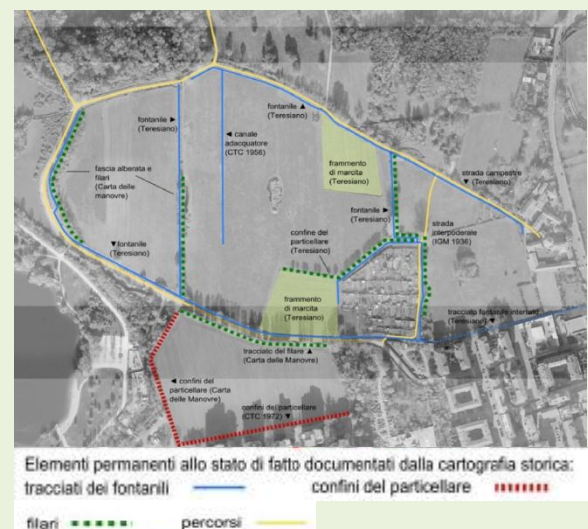 fontanile ►
(Teresiano)
fontanile ▲
(Teresiano)
◄ canale
adacquatore
(CTC 1956)
frammento
di marcita
(Teresiano)
strada campestre
▼ (Teresiano)
fascia alberata e
filari
(Carta delle
manovre)
fontanile ►
(Teresiano)
strada
interpoderale
(IGM 1936)
confine del
particellare
(Teresiano)
▼fontanile
(Teresiano)
frammento
di marcita
(Teresiano)
tracciato fontanile interrato
(Teresiano) ▼
tracciato del filare ▲
(Carta delle Manovre)
◄ confini del
particellare (Carta
delle Manovre)
confini del particellare
(CTC 1972) ▼
Elementi permanenti allo stato di fatto documentati dalla cartografia storica:
tracciati dei fontanili confini del particellare
filari percorsi